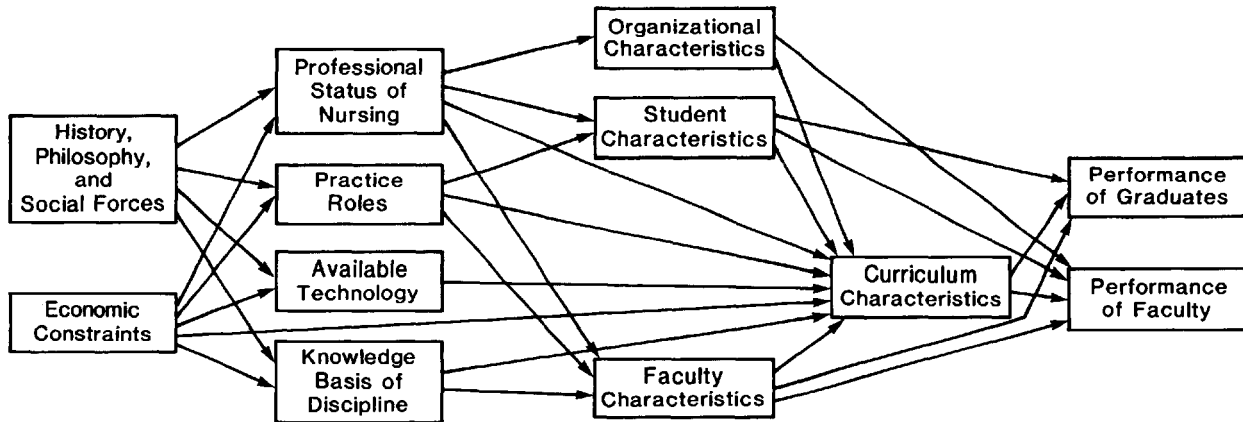 History,
Philosophy,
and
Social Forces
Economic
Constraints
Professional
Status of
Nursing
Practice
Roles
Available
Technology
Knowledge
Basis of
Discipline
Organizational
Characteristics
Student
Characteristics
Faculty
Characteristics
Curriculum
Characteristics
Performance
of Graduates
Performance
of Faculty